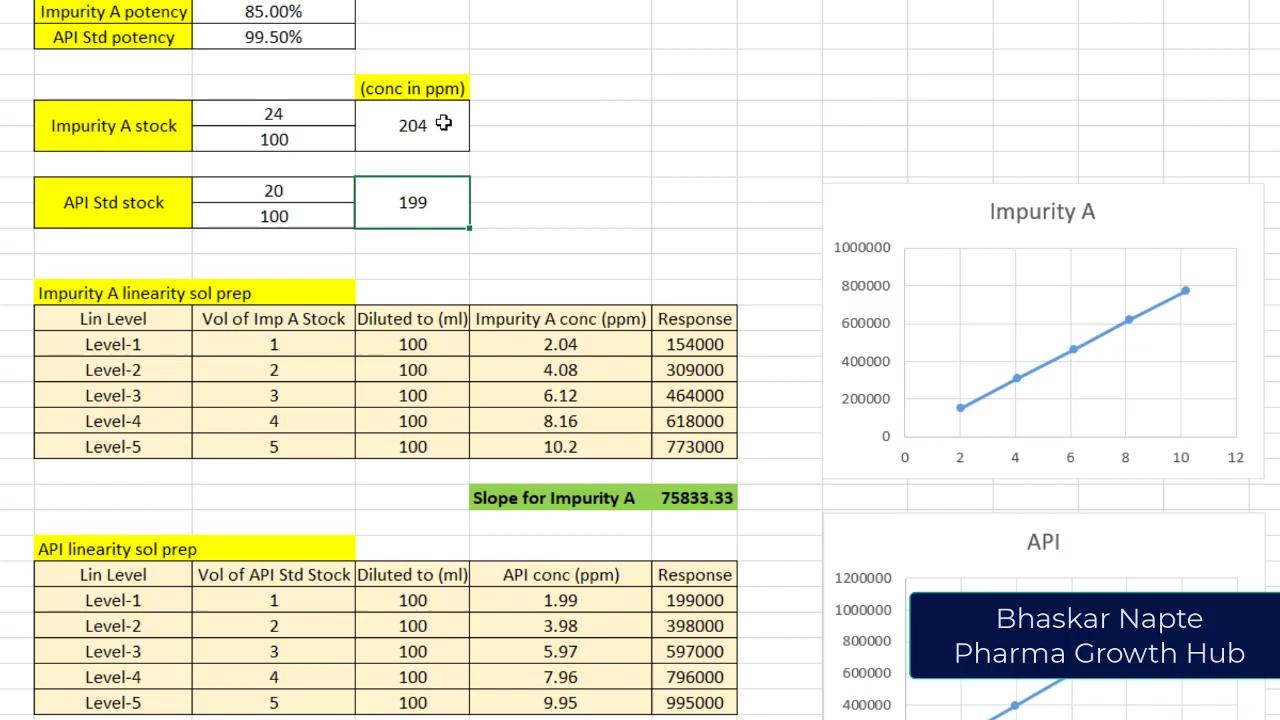 Impurity A potency 85.00%
API Std potency 99.50%
(conc in ppm)
Impurity A stock 24 100 204
API Std stock 20 100 199
Impurity A linearity sol prep
Lin Level Vol of Imp A Stock Diluted to (ml) Impurity A conc (ppm) Response
Level-1 1 100 2.04 154000
Level-2 2 100 4.08 309000
Level-3 3 100 6.12 464000
Level-4 4 100 8.16 618000
Level-5 5 100 10.2 773000
Slope for Impurity A 75833.33
API linearity sol prep
Lin Level Vol of API Std Stock Diluted to (ml) API conc (ppm) Response
Level-1 1 100 1.99 199000
Level-2 2 100 3.98 398000
Level-3 3 100 5.97 597000
Level-4 4 100 7.96 796000
Level-5 5 100 9.95 995000
Impurity A
1000000
800000
600000
400000
200000
0
0 2 4 6 8 10 12
API
1200000
1000000
800000
600000
400000
Bhaskar Napte
Pharma Growth Hub